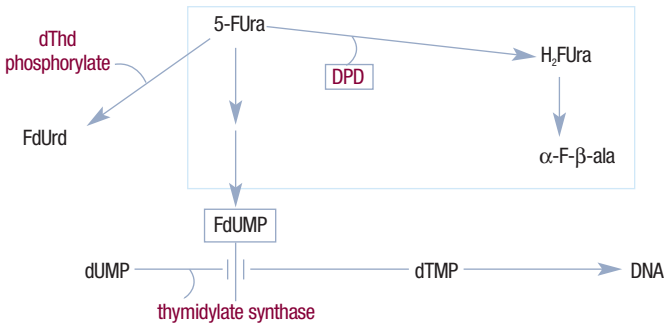 5-FUra
dThd
phosphorylate
H₂FUra
DPD
FdUrd
α-F-β-ala
FdUMP
dUMP
dTMP
DNA
thymidylate synthase